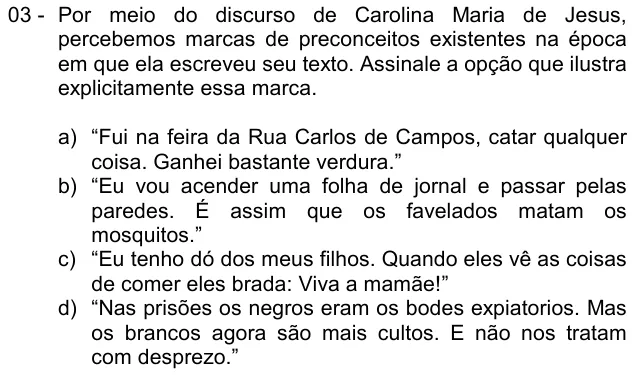 03 - Por meio do discurso de Carolina Maria de Jesus,
percebemos marcas de preconceitos existentes na época
em que ela escreveu seu texto. Assinale a opção que ilustra
explicitamente essa marca.
a) “Fui na feira da Rua Carlos de Campos, catar qualquer
coisa. Ganhei bastante verdura.”
b) “Eu vou acender uma folha de jornal e passar pelas
paredes. É assim que os favelados matam os
mosquitos.”
c) “Eu tenho dó dos meus filhos. Quando eles vê as coisas
de comer eles brada: Viva a mamãe!”
d) “Nas prisões os negros eram os bodes expiatorios. Mas
os brancos agora são mais cultos. E não nos tratam
com desprezo.”